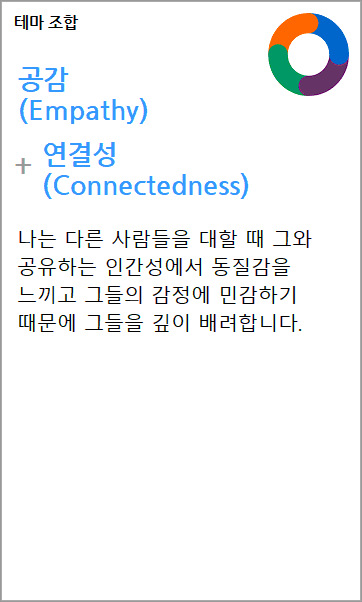 테마 조합
공감
(Empathy)
+ 연결성
(Connectedness)
나는 다른 사람들을 대할 때 그와
공유하는 인간성에서 동질감을
느끼고 그들의 감정에 민감하기
때문에 그들을 깊이 배려합니다.